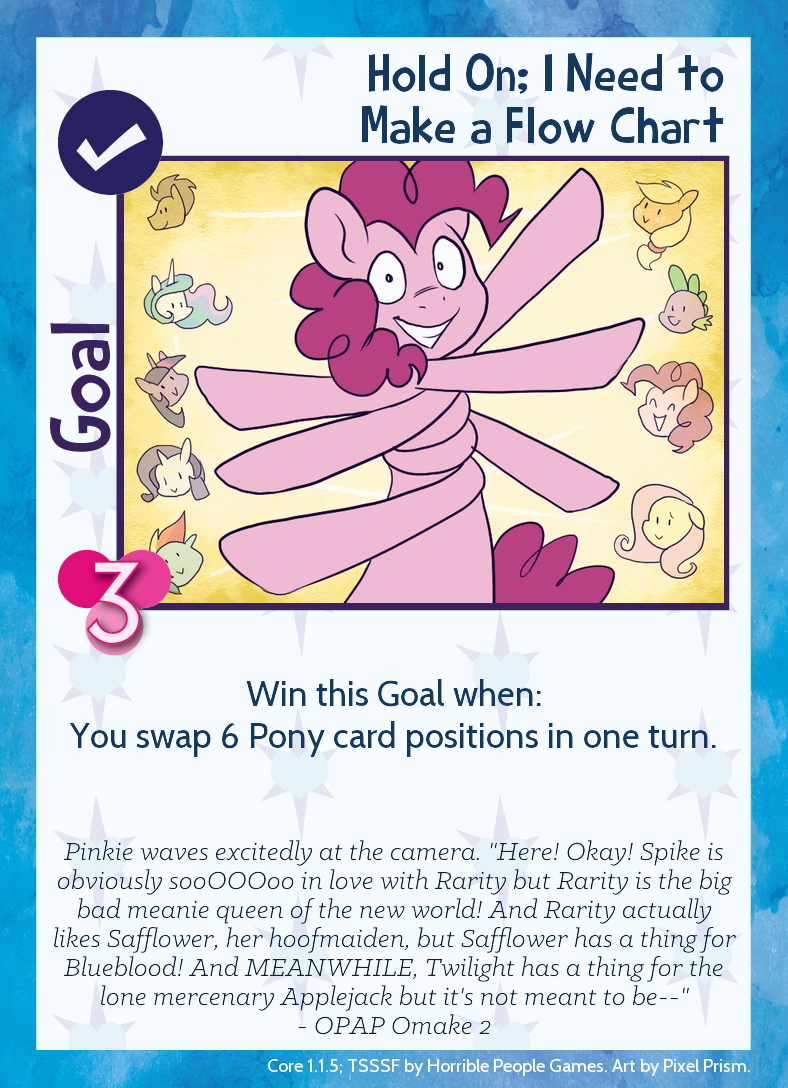 Hold On; I Need to
Make a Flow Chart
Goal
3
Win this Goal when:
You swap 6 Pony card positions in one turn.
Pinkie waves excitedly at the camera. "Here! Okay! Spike is
obviously sooOOOoo in love with Rarity but Rarity is the big
bad meanie queen of the new world! And Rarity actually
likes Safflower, her hoofmaiden, but Safflower has a thing for
Blueblood! And MEANWHILE, Twilight has a thing for the
lone mercenary Applejack but it's not meant to be--"
- OPAP Omake 2
Core 1.1.5; TSSSF by Horrible People Games. Art by Pixel Prism.